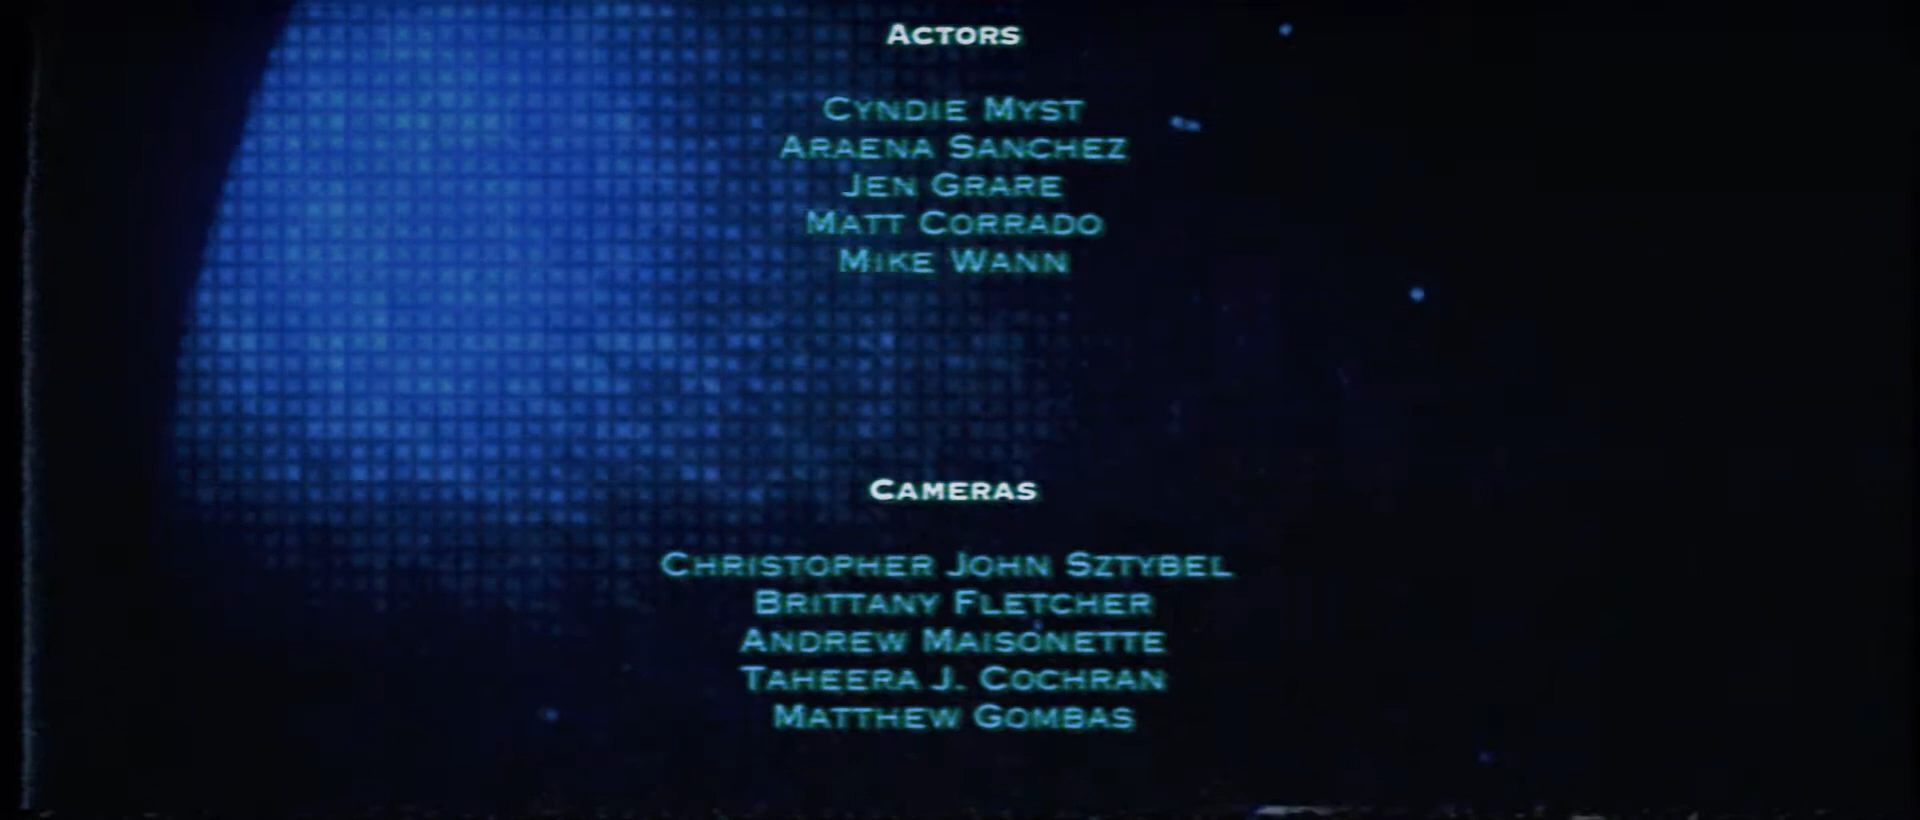 ACTORS
CYNDIE MYST
ARAENA SANCHEZ
JEN GRARE
MATT CORRADO
MIKE WANN
CAMERAS
CHRISTOPHER JOHN SZTYBEL
BRITTANY FLETCHER
ANDREW MAISONETTE
TAHEERA J. COCHRAN
MATTHEW GOMBAS